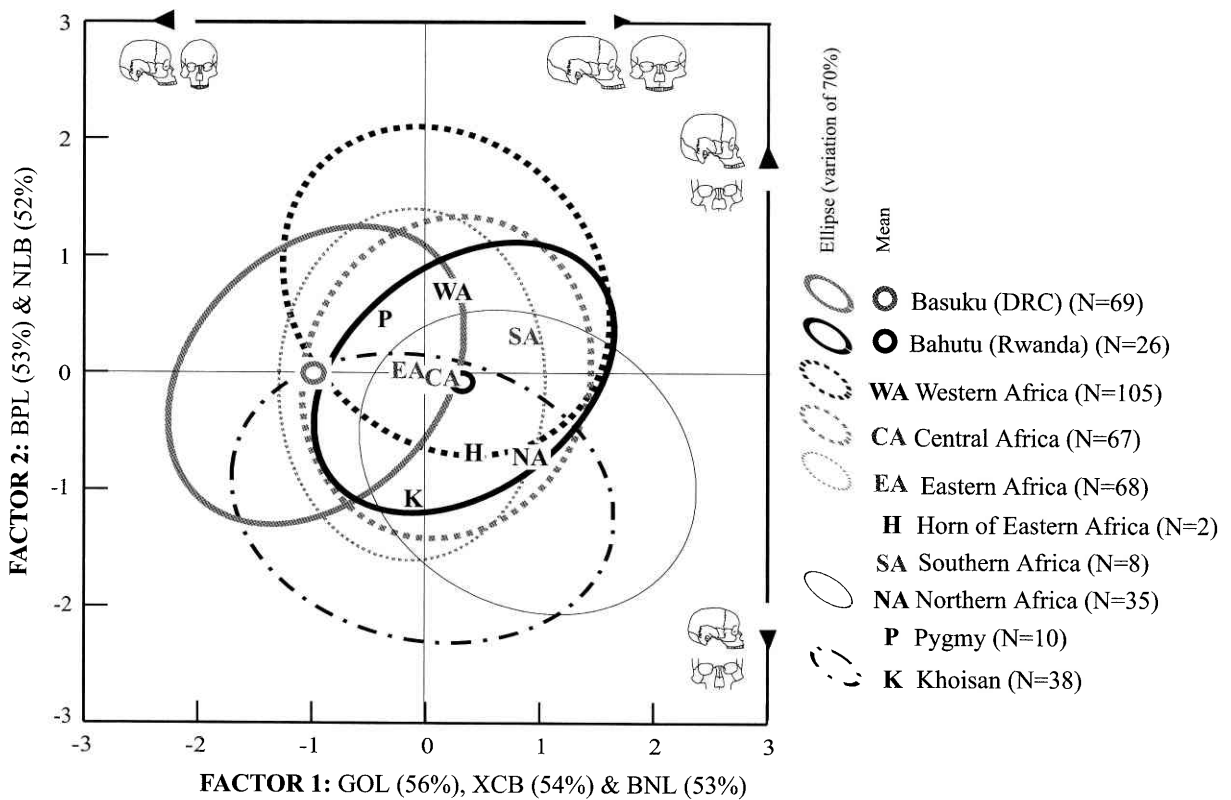 3
2
1
0
-1
-2
-3
-3
-2
-1
0
1
2
3
FACTOR 2: BPL (53%) & NLB (52%)
FACTOR 1: GOL (56%), XCB (54%) & BNL (53%)
WA
P
SA
EA
CA
H
NA
K
Ellipse (variation of 70%)
Mean
Basuku (DRC) (N=69)
Bahutu (Rwanda) (N=26)
WA Western Africa (N=105)
CA Central Africa (N=67)
EA Eastern Africa (N=68)
H Horn of Eastern Africa (N=2)
SA Southern Africa (N=8)
NA Northern Africa (N=35)
P Pygmy (N=10)
K Khoisan (N=38)